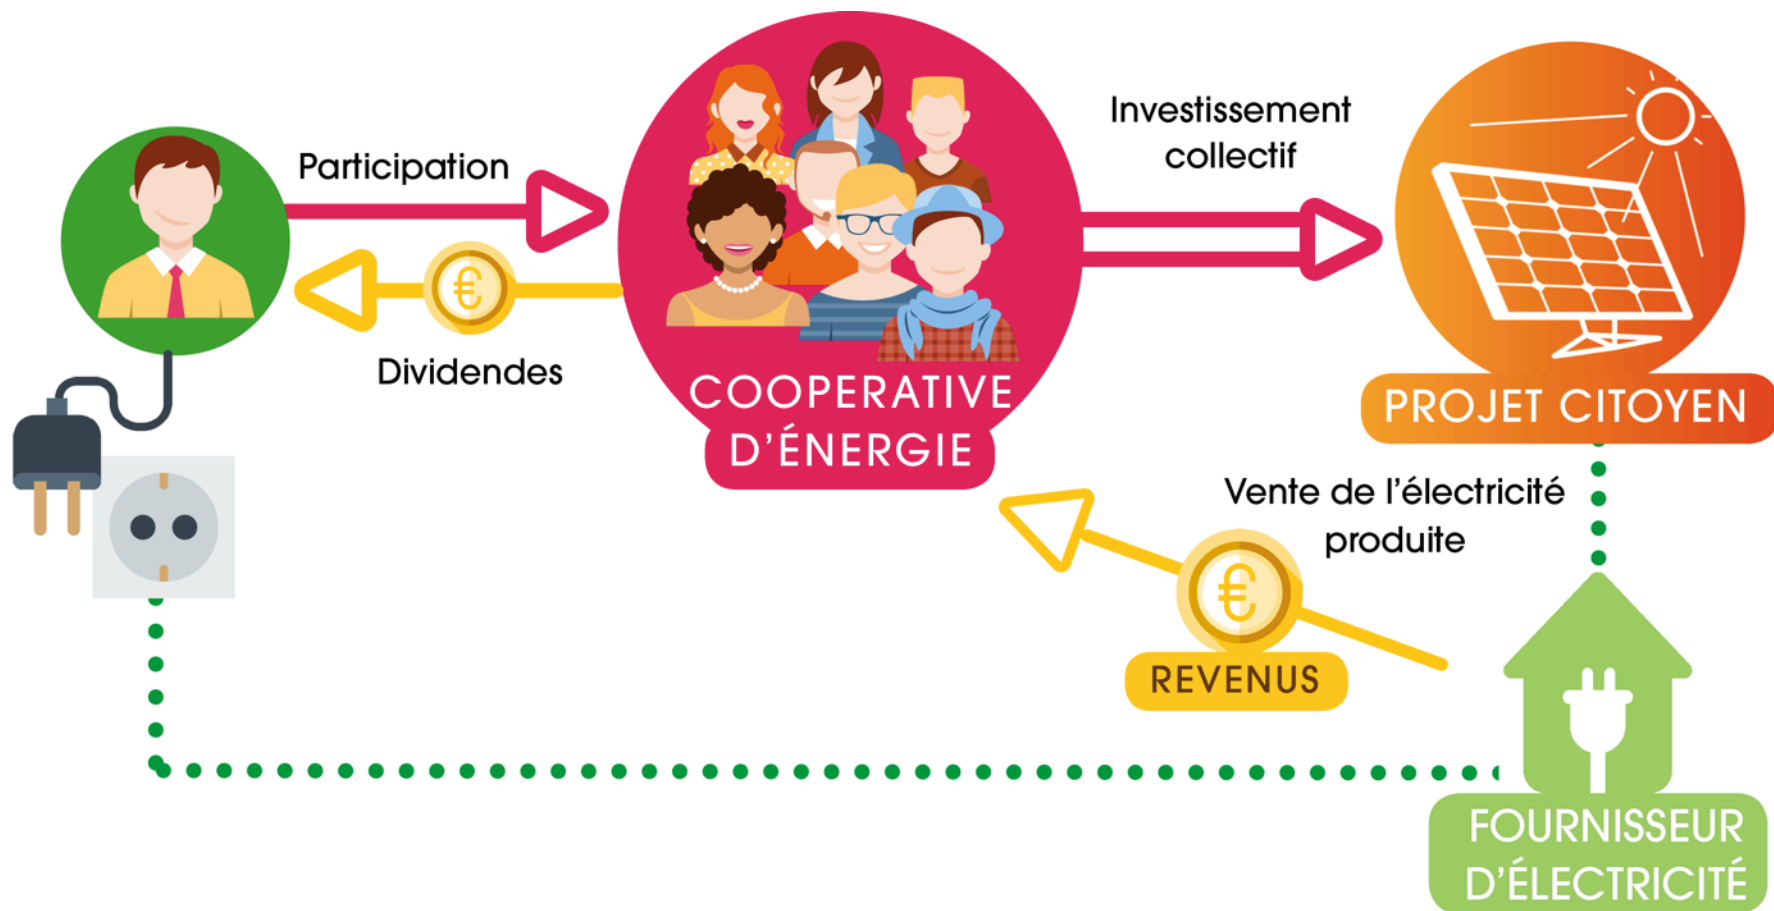 Participation
Dividendes
COOPERATIVE
D'ÉNERGIE
Investissement
collectif
PROJET CITOYEN
Vente de l'électricité
produite
€
€
REVENUS
FOURNISSEUR
D'ÉLECTRICITÉ